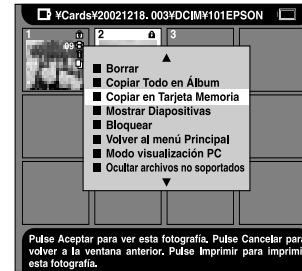 ¥Cards¥20021218.003¥DCIM¥101EPSON
1 2 3
09
Borrar
Copiar Todo en Álbum
Copiar en Tarjeta Memoria
Mostrar Diapositivas
Bloquear
Volver al menú Principal
Modo visualización PC
Ocultar archivos no soportados
Pulse Aceptar para ver esta fotografía. Pulse Cancelar para
volver a la ventana anterior. Pulse Imprimir para imprimir
esta fotografía.